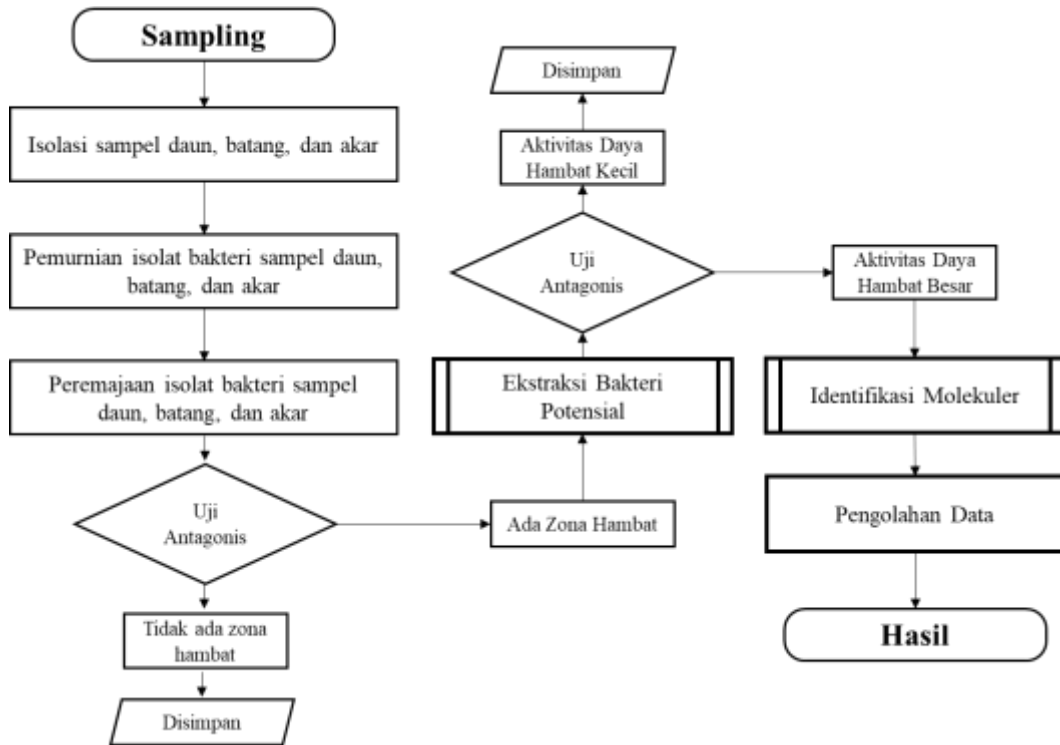 Sampling
Isolasi sampel daun, batang, dan akar
Pemurnian isolat bakteri sampel daun,
batang, dan akar
Peremajaan isolat bakteri sampel
daun, batang, dan akar
Uji
Antagonis
Tidak ada zona
hambat
Disimpan
Ada Zona Hambat
Ekstraksi Bakteri
Potensial
Uji
Antagonis
Aktivitas Daya
Hambat Kecil
Disimpan
Aktivitas Daya
Hambat Besar
Identifikasi Molekuler
Pengolahan Data
Hasil